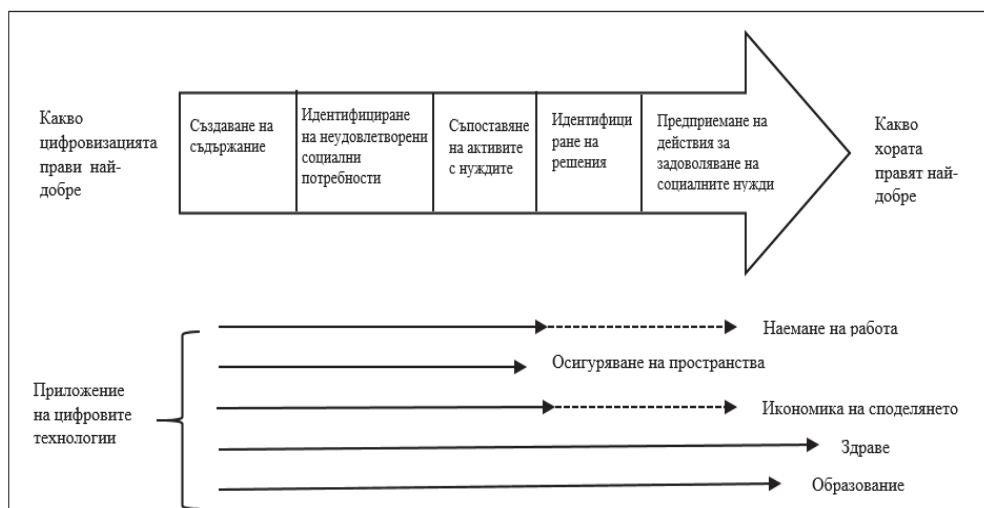 Какво
цифровизацията
прави най-
добре
Създаване на
съдържание
Идентифициране
на неудовлетворени
социални
потребности
Съпоставяне
на активите
с нуждите
Идентифици
ране на
решения
Предприемане на
действия за
задоволяване на
социалните нужди
Какво
хората
правят най-
добре
Приложение
на цифровите
технологии
Наемане на работа
Осигуряване на пространства
Икономика на споделянето
Здраве
Образование